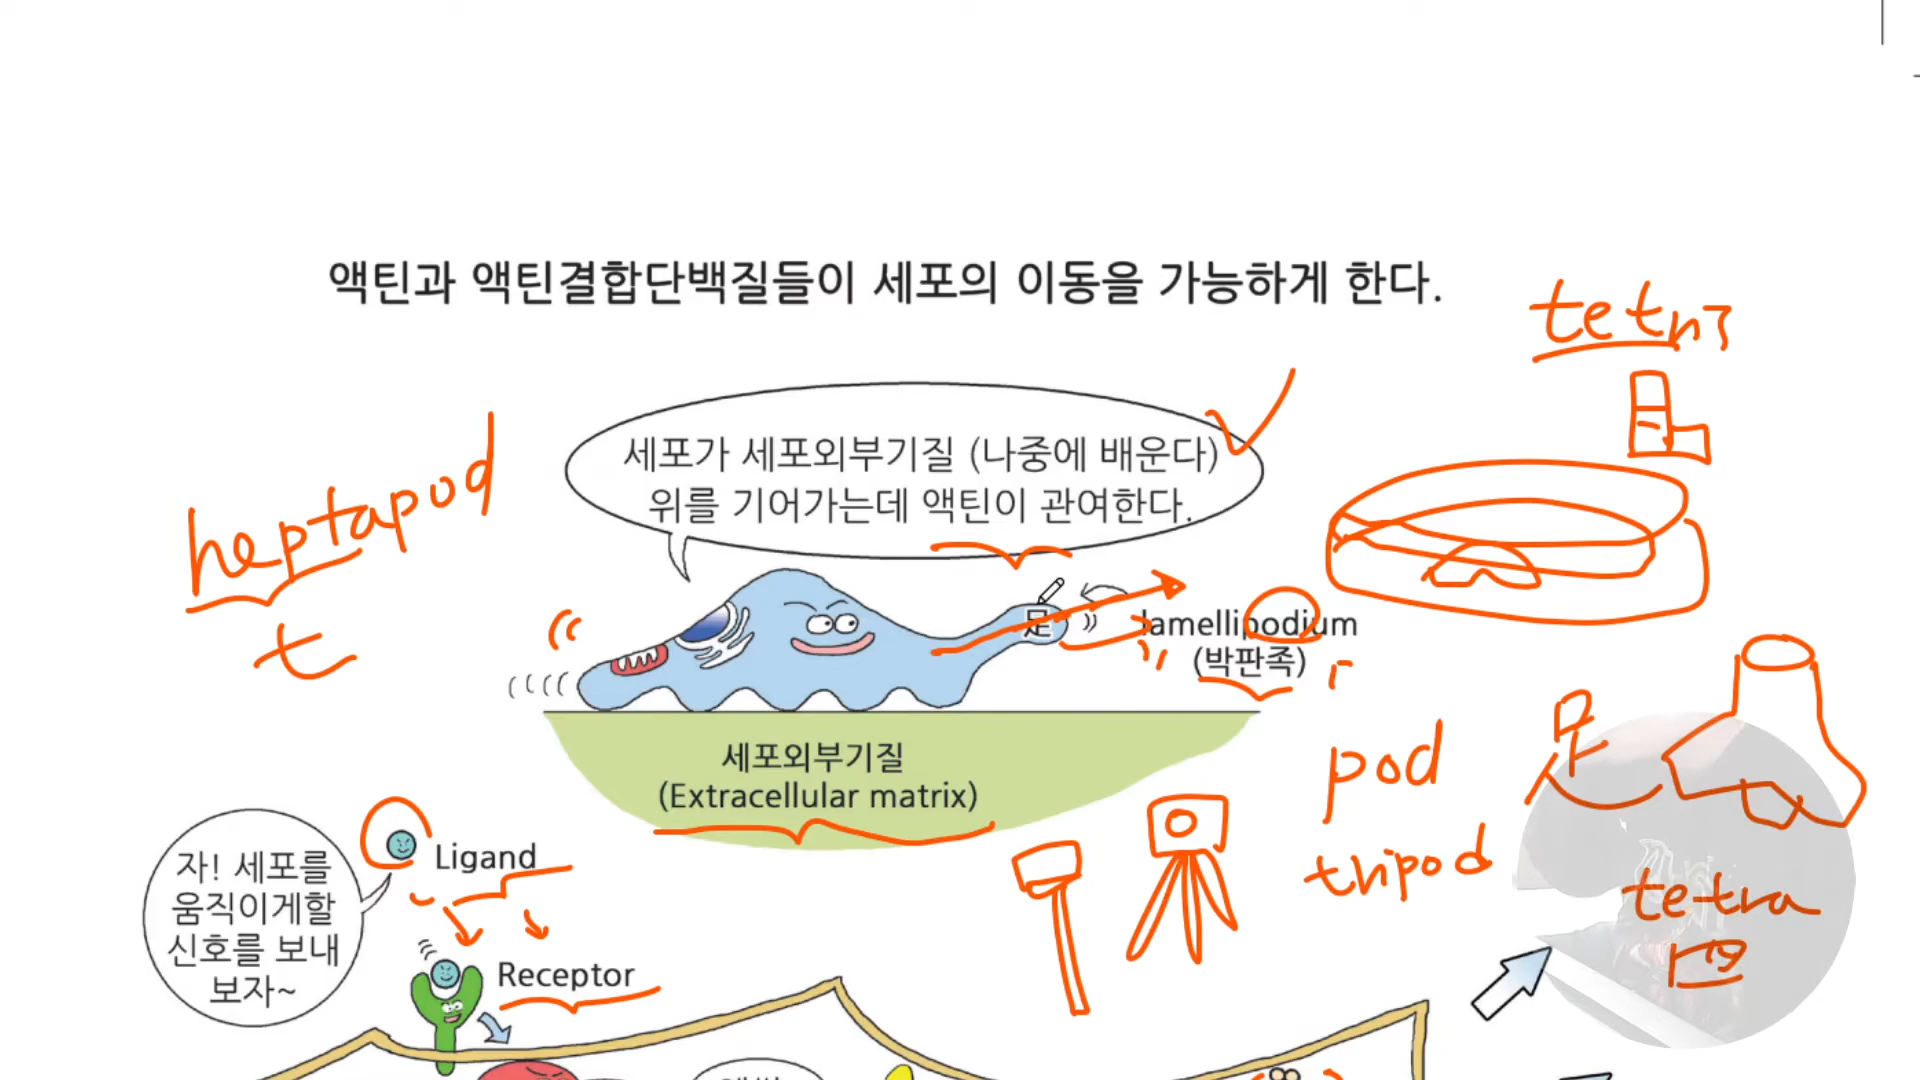 액틴과 액틴결합단백질들이 세포의 이동을 가능하게 한다.
세포가 세포외부기질 (나중에 배운다)
위를 기어가는데 액틴이 관여한다.
heptapod
t
足
lamellipodium
(박판족)
세포외부기질
(Extracellular matrix)
pod
tripod
tetra
자! 세포를
움직이게할
신호를 보내
보자~
Ligand
Receptor